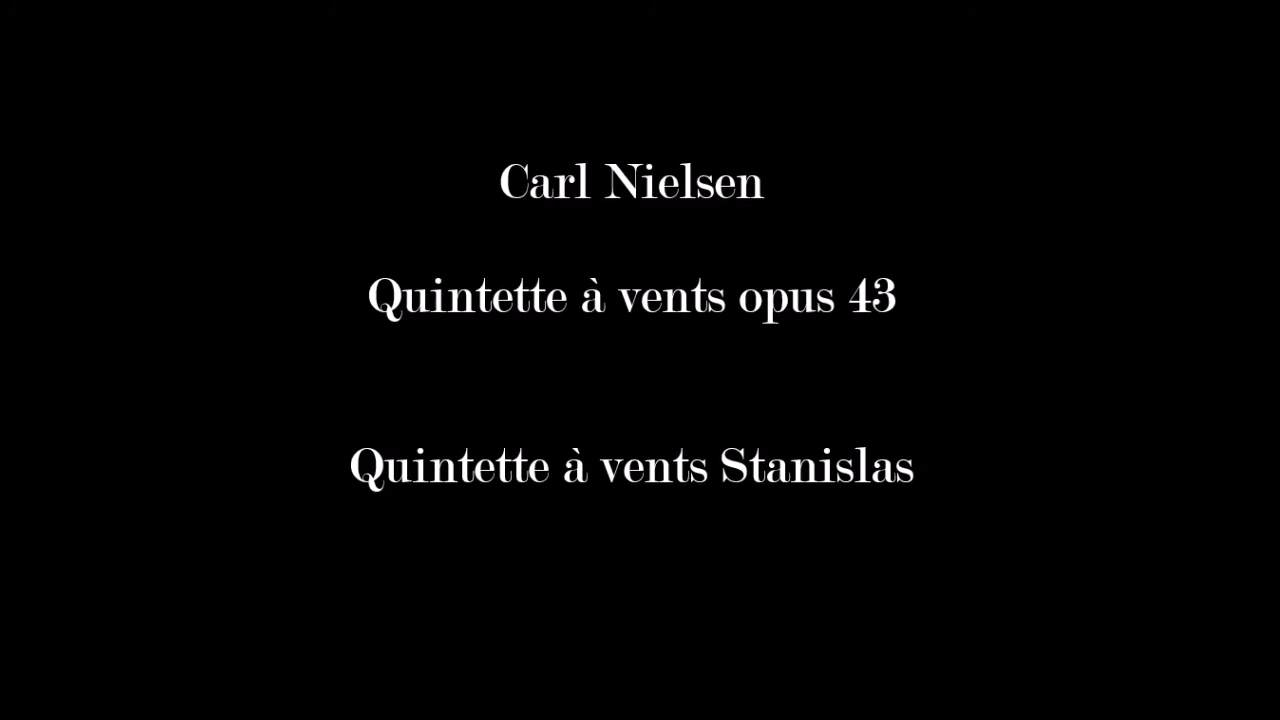 Carl Nielsen
Quintette à vents opus 43
Quintette à vents Stanislas